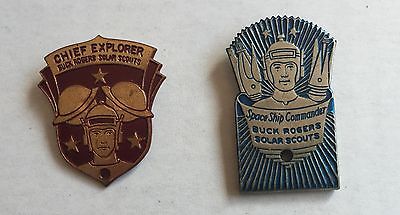 CHIEF EXPLORER
BUCK ROGERS SOLAR SCOUTS
Space Ship Commander
BUCK ROGERS
SOLAR SCOUTS